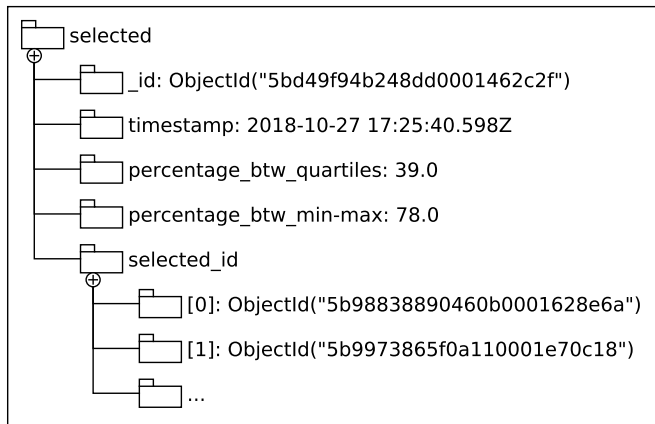 selected
_id: ObjectId("5bd49f94b248dd0001462c2f")
timestamp: 2018-10-27 17:25:40.598Z
percentage_btw_quartiles: 39.0
percentage_btw_min-max: 78.0
selected_id
[0]: ObjectId("5b98838890460b0001628e6a")
[1]: ObjectId("5b9973865f0a110001e70c18")
...